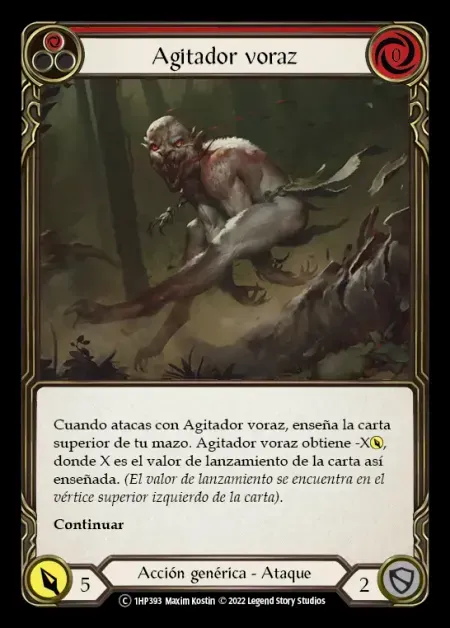 Agitador voraz
0
Cuando atacas con Agitador voraz, enseña la carta
superior de tu mazo. Agitador voraz obtiene -X,
donde X es el valor de lanzamiento de la carta así
enseñada. (El valor de lanzamiento se encuentra en el
vértice superior izquierdo de la carta).
Continuar
5
Acción genérica - Ataque
2
C 1HP393 Maxim Kostin ©2022 Legend Story Studios